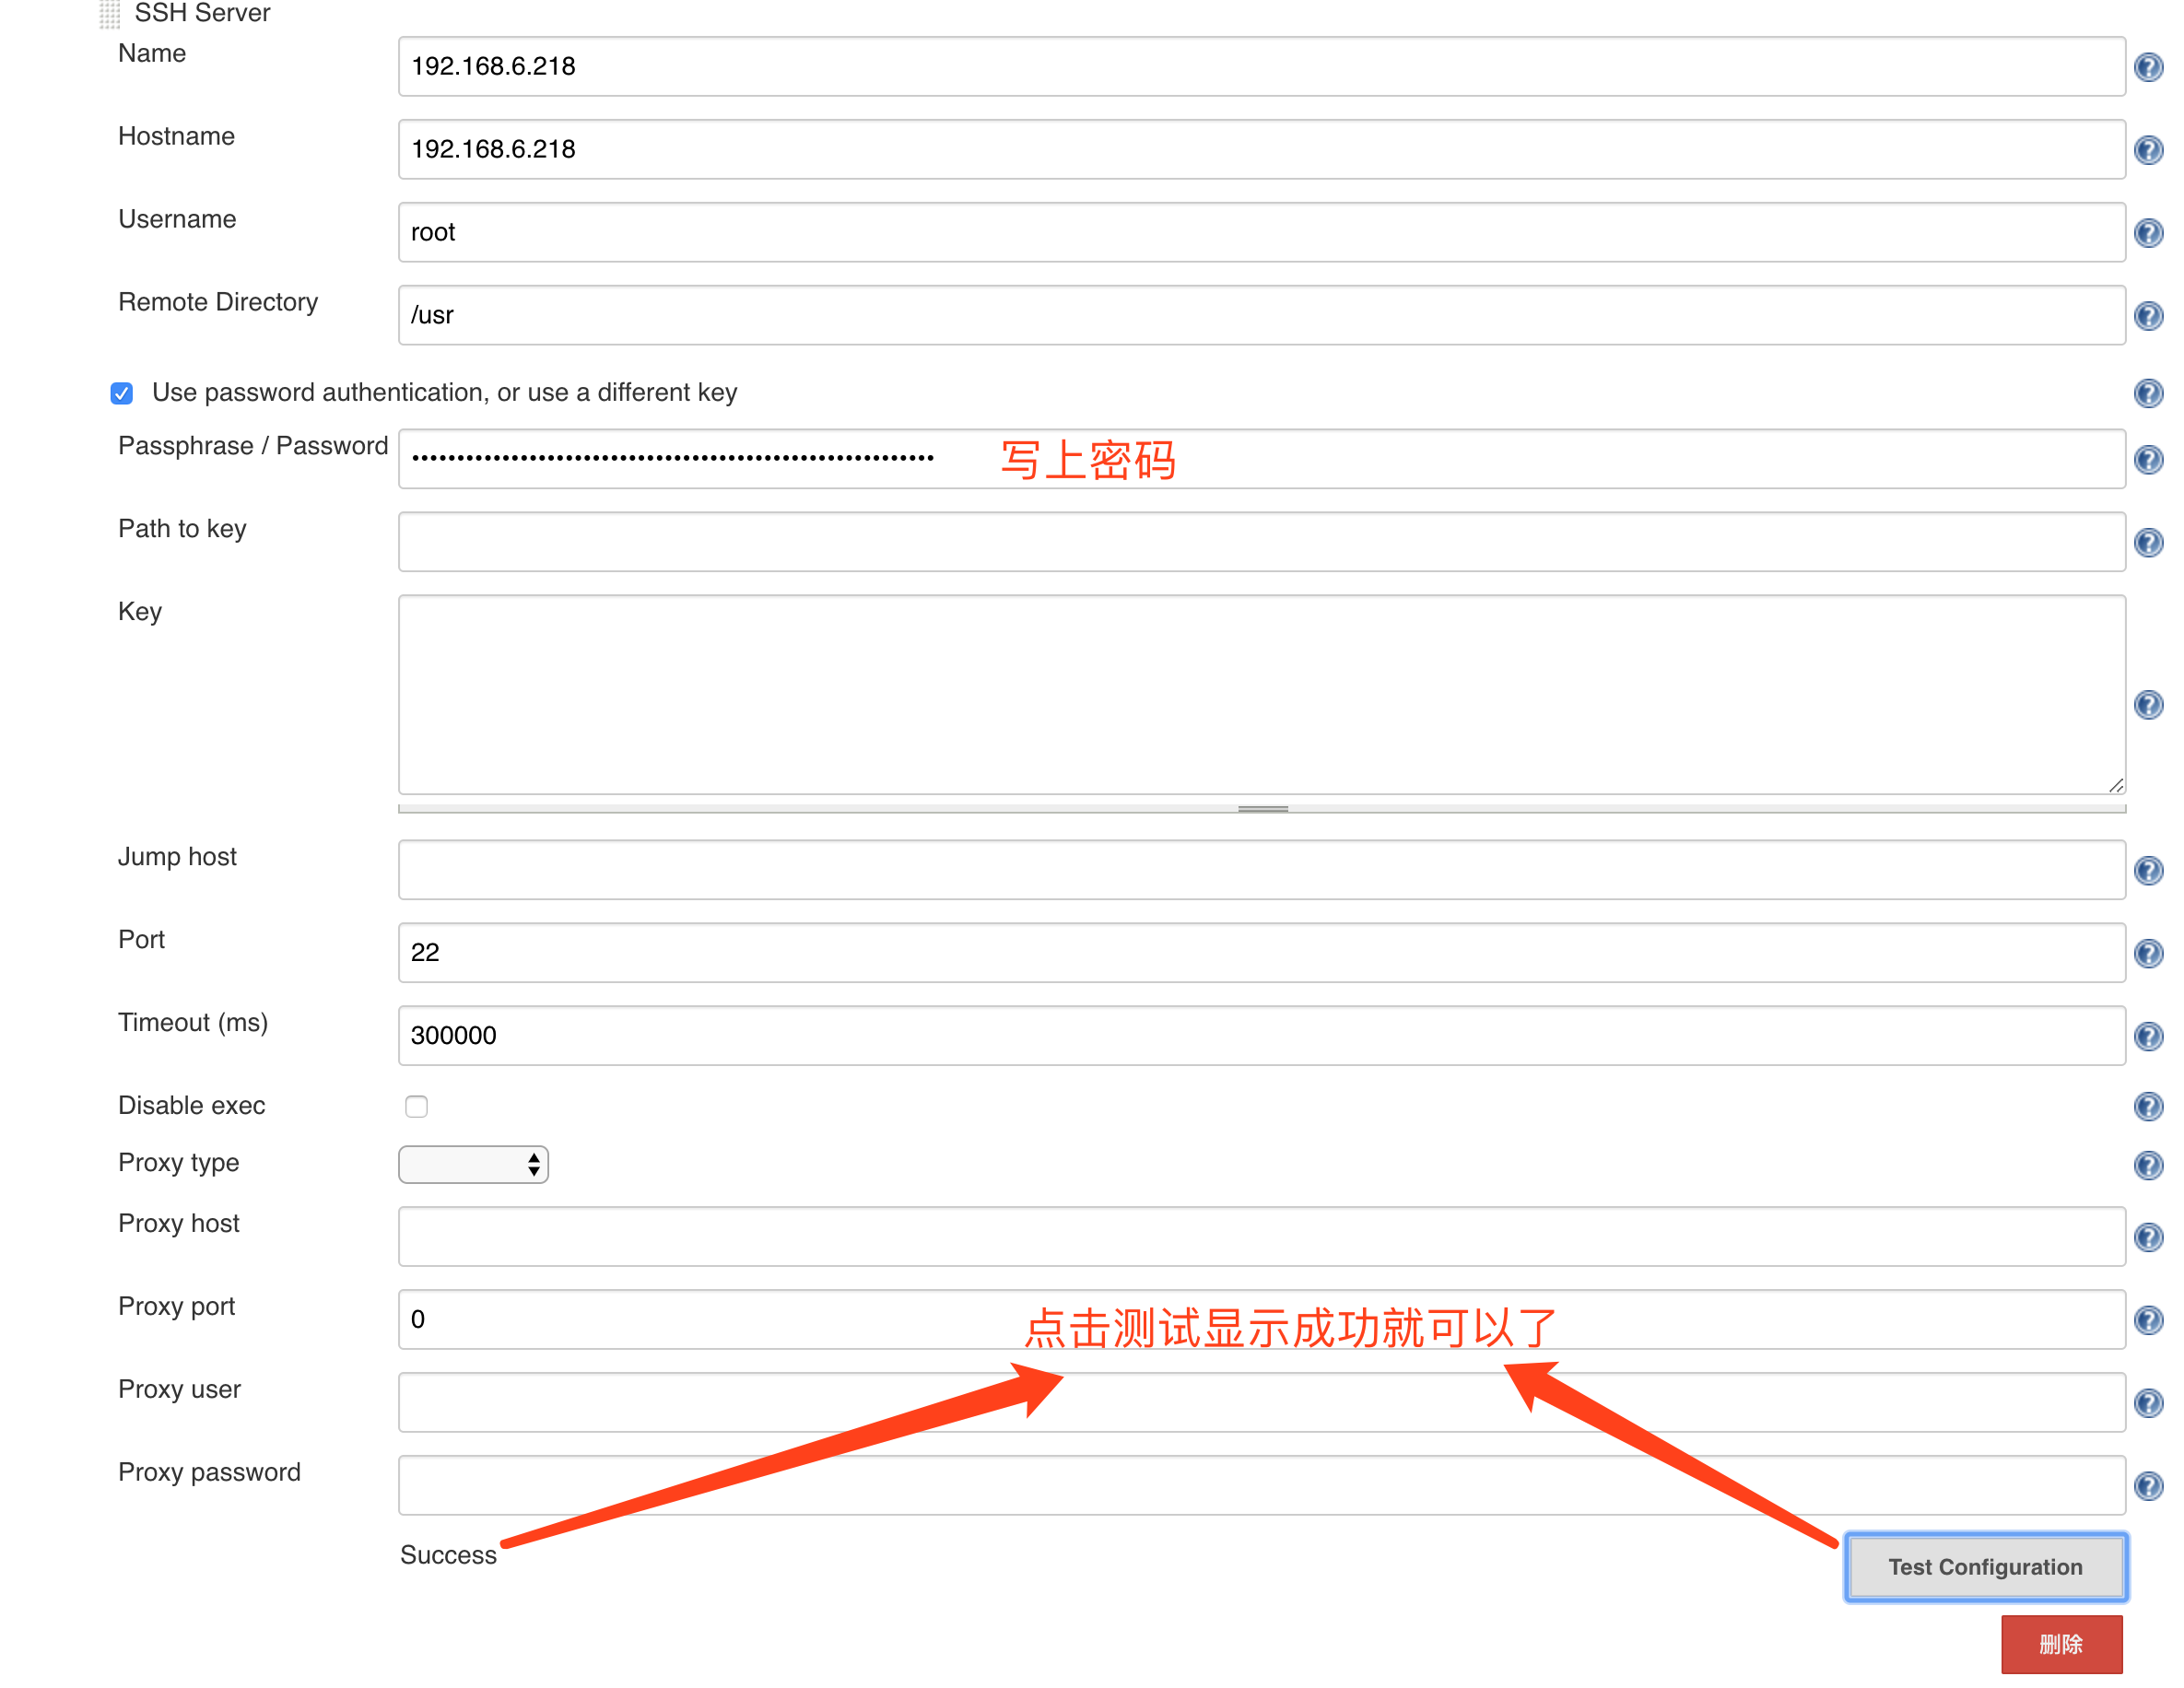 SSH Server
Name
192.168.6.218
Hostname
192.168.6.218
Username
root
Remote Directory
/usr
Use password authentication, or use a different key
Passphrase / Password
写上密码
Path to key
Key
Jump host
Port
22
Timeout (ms)
300000
Disable exec
Proxy type
Proxy host
Proxy port
0
点击测试显示成功就可以了
Proxy user
Proxy password
Success
Test Configuration
删除